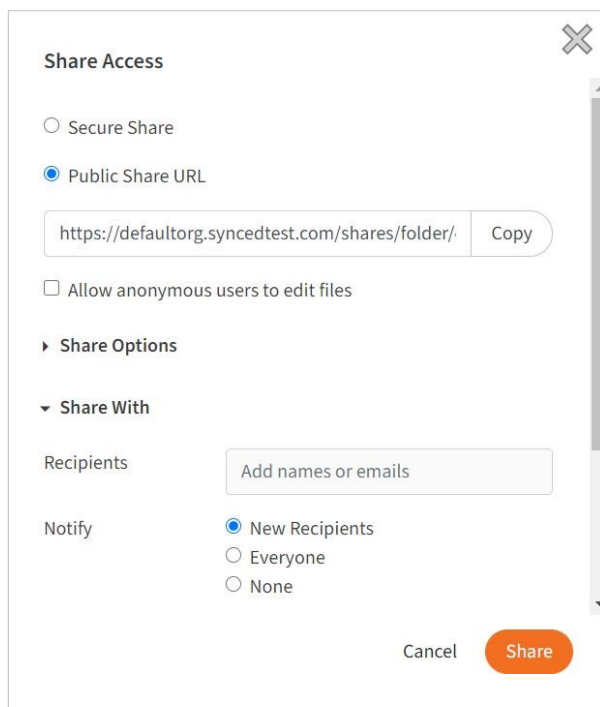 Share Access
Secure Share
Public Share URL
https://defaultorg.syncedtest.com/shares/folder/
Copy
Allow anonymous users to edit files
Share Options
Share With
Recipients
Add names or emails
Notify
New Recipients
Everyone
None
Cancel
Share